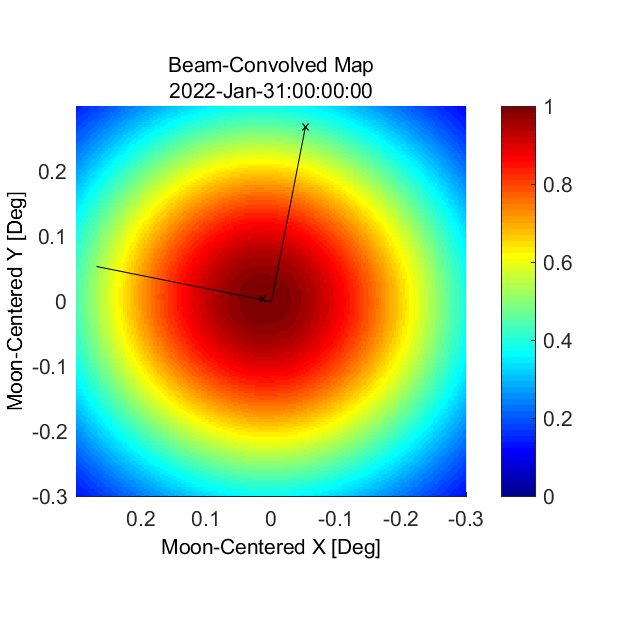 Beam-Convolved Map
2022-Jan-31:00:00:00:00
Moon-Centered Y [Deg]
0.2
0.1
0
-0.1
-0.2
-0.3
0.2 0.1 0 -0.1 -0.2 -0.3
Moon-Centered X [Deg]
1
0.8
0.6
0.4
0.2
0